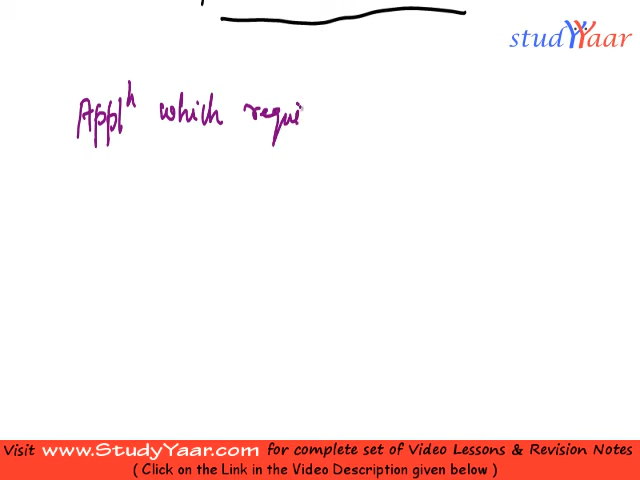 studYYaar
Applⁿ which requi
Visit www.StudyYaar.com for complete set of Video Lessons & Revision Notes
( Click on the Link in the Video Description given below )